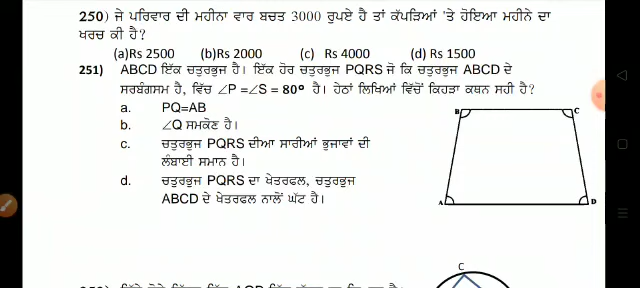 250) ਜੇ ਪਰਿਵਾਰ ਦੀ ਮਹੀਨਾ ਵਾਰ ਬਚਤ 3000 ਰੁਪਏ ਹੈ ਤਾਂ ਕੱਪੜਿਆਂ 'ਤੇ ਹੋਇਆ ਮਹੀਨੇ ਦਾ
ਖਰਚ ਕੀ ਹੈ?
(a)Rs 2500 (b)Rs 2000 (c) Rs 4000 (d) Rs 1500
251) ABCD ਇੱਕ ਚਤੁਰਭੁਜ ਹੈ। ਇੱਕ ਹੋਰ ਚਤੁਰਭੁਜ PQRS ਜੋ ਕਿ ਚਤੁਰਭੁਜ ABCD ਦੇ
ਸਰਬੰਗਸਮ ਹੈ, ਵਿੱਚ ∠P =∠S = 80° ਹੈ। ਹੇਠਾਂ ਲਿਖਿਆਂ ਵਿੱਚੋਂ ਕਿਹੜਾ ਕਥਨ ਸਹੀ ਹੈ?
a. PQ=AB
b. ∠Q ਸਮਕੋਣ ਹੈ।
c. ਚਤੁਰਭੁਜ PQRS ਦੀਆ ਸਾਰੀਆਂ ਭੁਜਾਵਾਂ ਦੀ
ਲੰਬਾਈ ਸਮਾਨ ਹੈ।
d. ਚਤੁਰਭੁਜ PQRS ਦਾ ਖੇਤਰਫਲ, ਚਤੁਰਭੁਜ
ABCD ਦੇ ਖੇਤਰਫਲ ਨਾਲੋਂ ਘੱਟ ਹੈ।
B C
A D
C